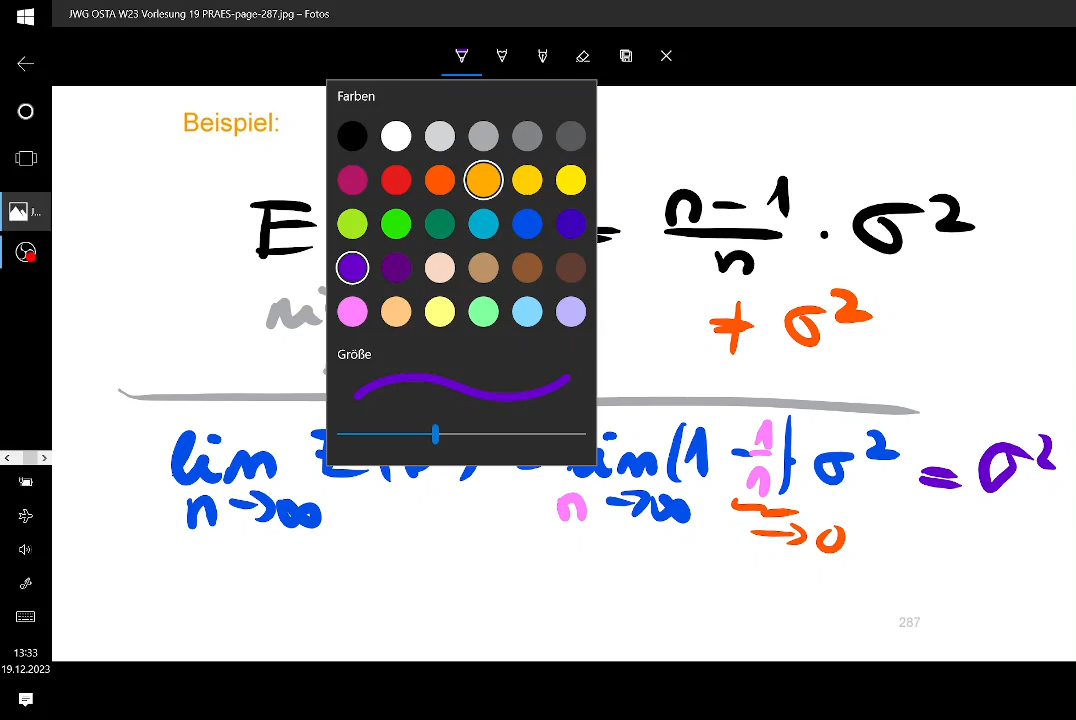 JWG OSTA W23 Vorlesung 19 PRAES-page-287.jpg – Fotos
Farben
Beispiel:
E = n-1/n · σ²
≠ σ²
Größe
lim n→∞ lim n→∞ (1 - 1/n) σ² = σ²
→0
J...
287
13:33
19.12.2023